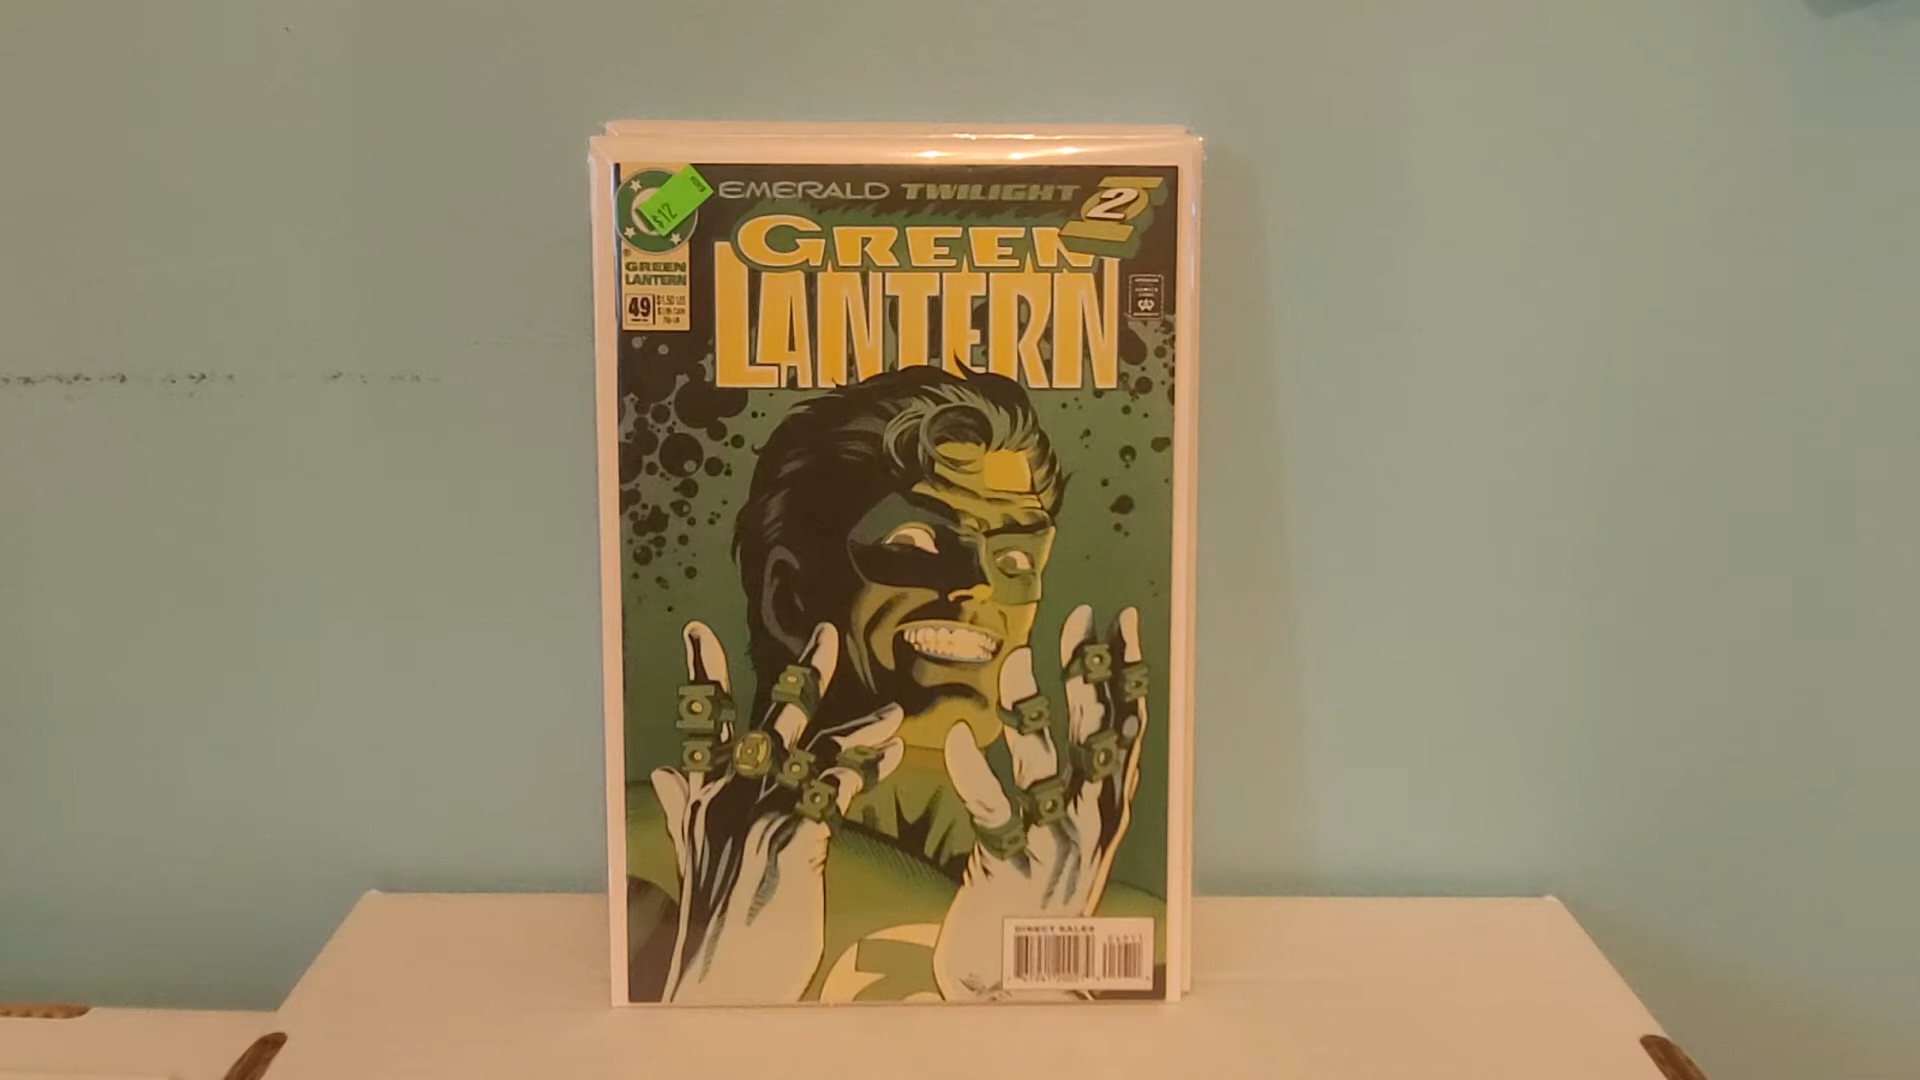 EMERALD TWILIGHT 2
$12
GREEN
LANTERN
GREEN
LANTERN
49
$1.50 US
DIRECT SALES